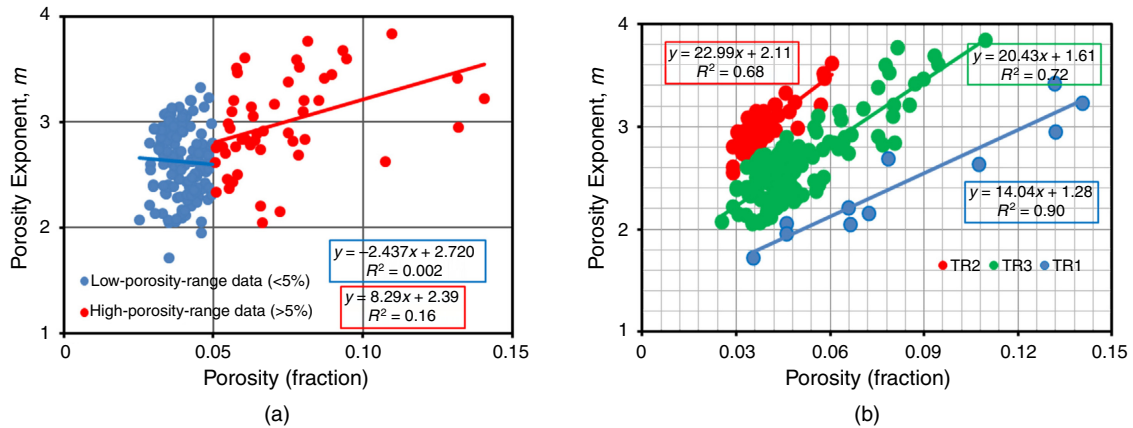 4
3
2
1
0
0.05
0.10
0.15
Porosity Exponent, m
Porosity (fraction)
Low-porosity-range data (<5%)
High-porosity-range data (>5%)
y = −2.437x + 2.720
R² = 0.002
y = 8.29x + 2.39
R² = 0.16
(a)
4
3
2
1
0
0.03
0.06
0.09
0.12
0.15
Porosity Exponent, m
Porosity (fraction)
y = 22.99x + 2.11
R² = 0.68
y = 20.43x + 1.61
R² = 0.72
y = 14.04x + 1.28
R² = 0.90
TR2 TR3 TR1
(b)